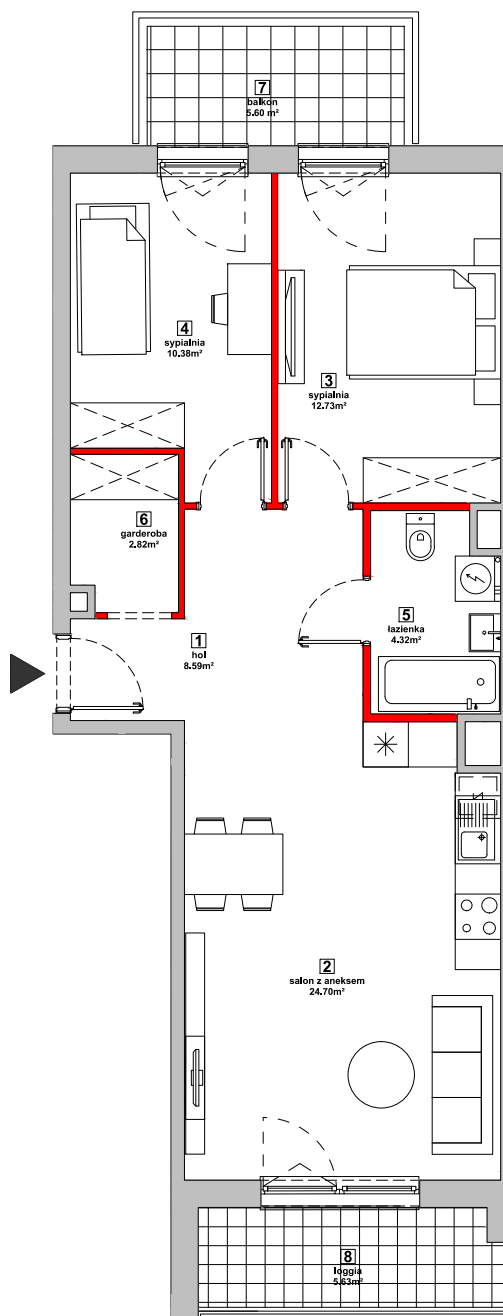 7
balkon
5.60 m²
4
sypialnia
10.38m²
3
sypialnia
12.73m²
6
garderoba
2.82m²
5
łazienka
4.32m²
1
hol
8.59m²
2
salon z aneksem
24.70m²
8
loggia
5.63m²